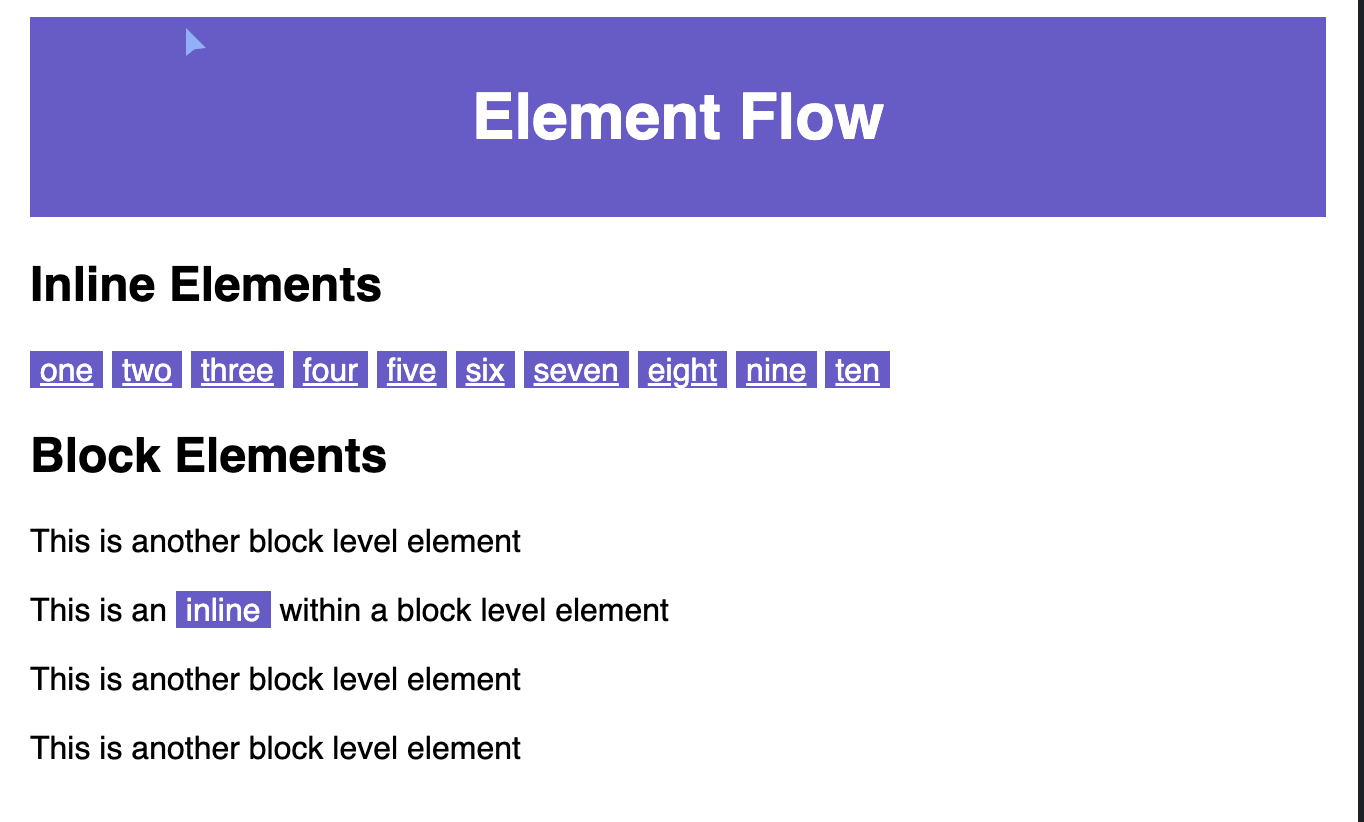 Element Flow
Inline Elements
one two three four five six seven eight nine ten
Block Elements
This is another block level element
This is an inline within a block level element
This is another block level element
This is another block level element